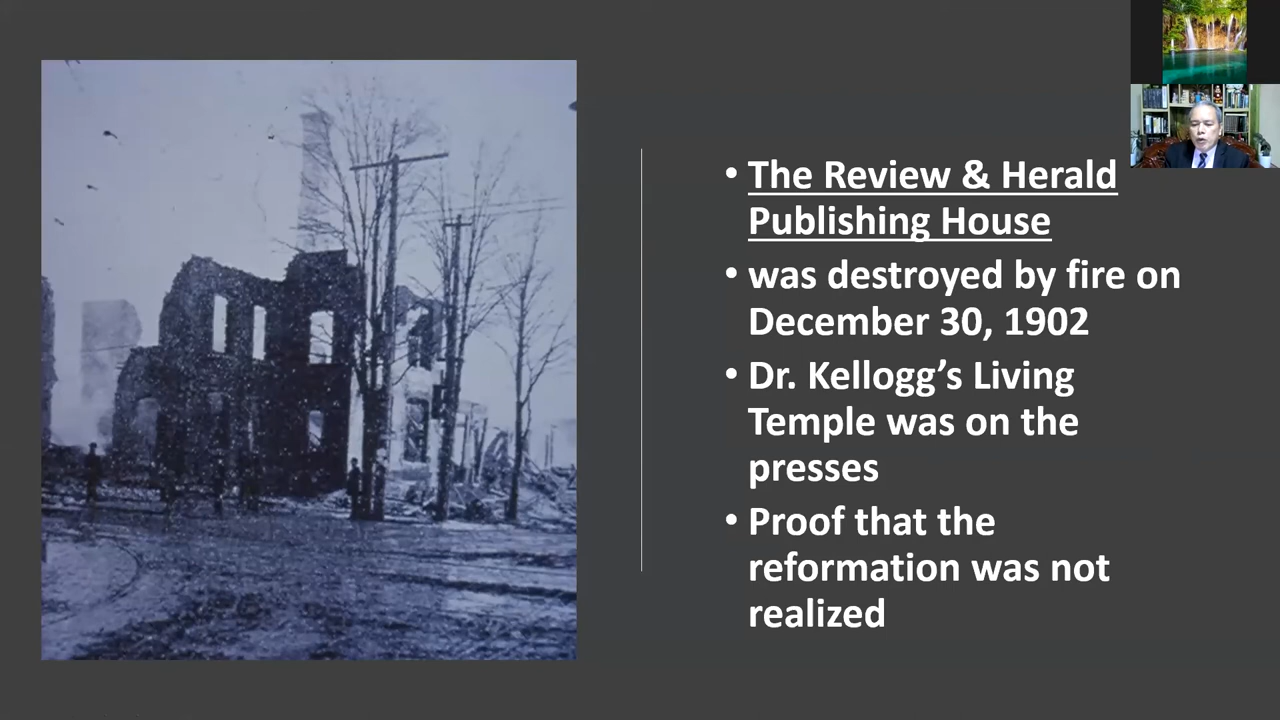 • The Review & Herald
Publishing House
• was destroyed by fire on
December 30, 1902
• Dr. Kellogg’s Living
Temple was on the
presses
• Proof that the
reformation was not
realized